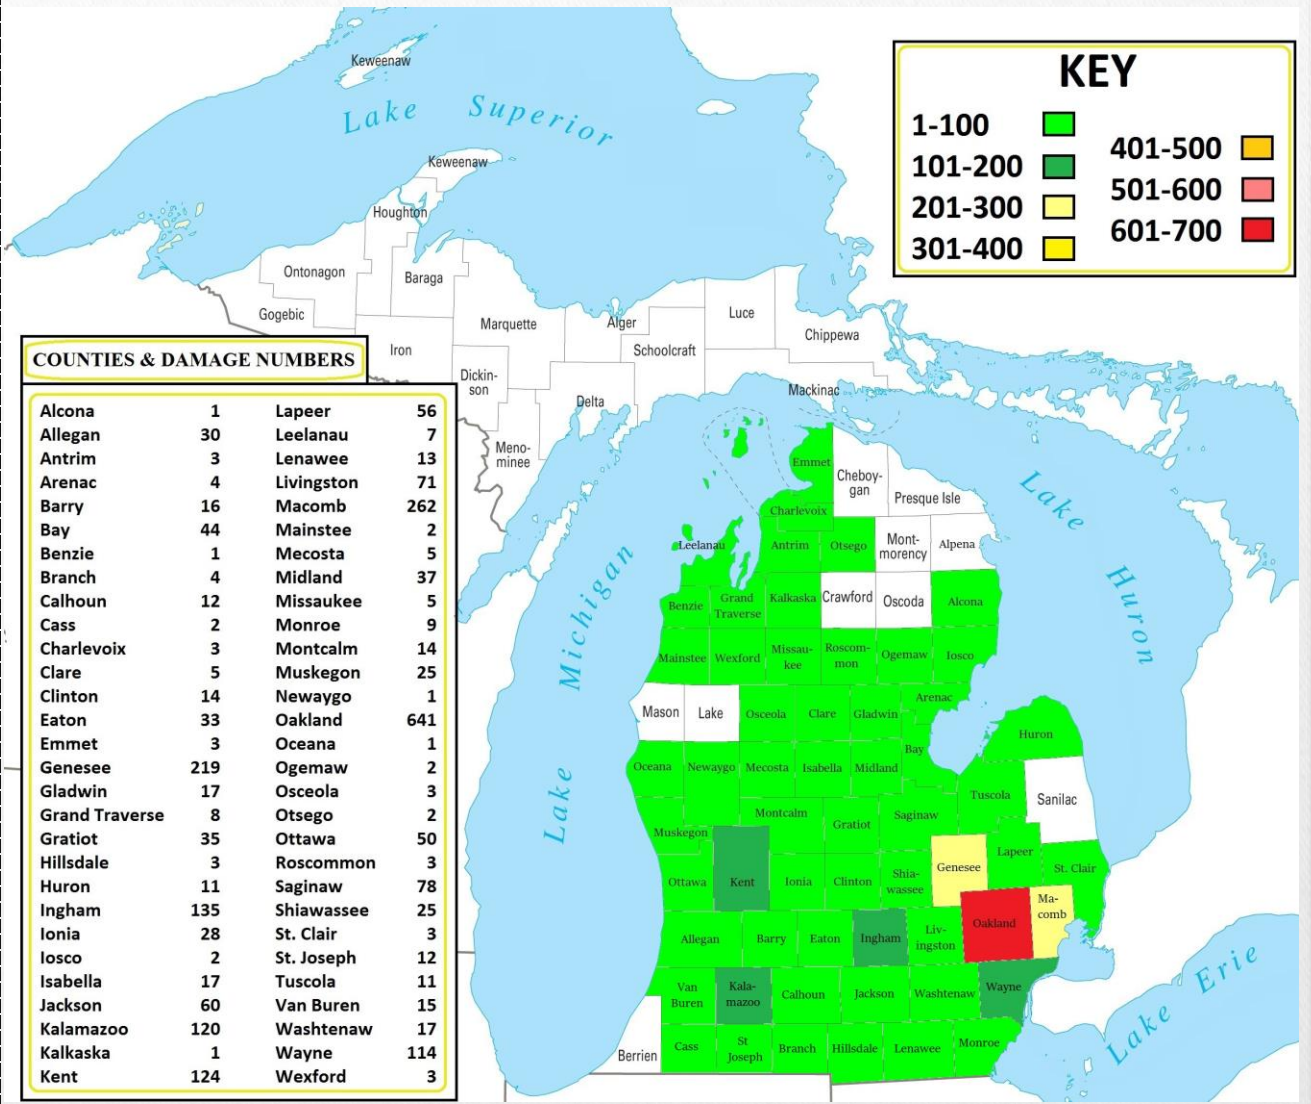 KEY
1-100
101-200
201-300
301-400
401-500
501-600
601-700
COUNTIES & DAMAGE NUMBERS
Alcona 1 Lapeer 56
Allegan 30 Leelanau 7
Antrim 3 Lenawee 13
Arenac 4 Livingston 71
Barry 16 Macomb 262
Bay 44 Mainstee 2
Benzie 1 Mecosta 5
Branch 4 Midland 37
Calhoun 12 Missaukee 5
Cass 2 Monroe 9
Charlevoix 3 Montcalm 14
Clare 5 Muskegon 25
Clinton 14 Newaygo 1
Eaton 33 Oakland 641
Emmet 3 Oceana 1
Genesee 219 Ogemaw 2
Gladwin 17 Osceola 3
Grand Traverse 8 Otsego 2
Gratiot 35 Ottawa 50
Hillsdale 3 Roscommon 3
Huron 11 Saginaw 78
Ingham 135 Shiawassee 25
Ionia 28 St. Clair 3
Iosco 2 St. Joseph 12
Isabella 17 Tuscola 11
Jackson 60 Van Buren 15
Kalamazoo 120 Washtenaw 17
Kalkaska 1 Wayne 114
Kent 124 Wexford 3
Keweenaw
Lake Superior
Keweenaw
Houghton
Ontonagon
Baraga
Gogebic
Marquette
Alger
Luce
Chippewa
Iron
Schoolcraft
Dickin-
son
Mackinac
Delta
Meno-
minee
Emmet
Cheboy-
gan
Presque Isle
Lake Huron
Charlevoix
Leelanau
Antrim
Otsego
Mont-
morency
Alpena
Lake Michigan
Benzie
Grand
Traverse
Kalkaska
Crawford
Oscoda
Alcona
Mainstee
Wexford
Missau-
kee
Roscom-
mon
Ogemaw
Iosco
Mason
Lake
Osceola
Clare
Gladwin
Arenac
Huron
Bay
Oceana
Newaygo
Mecosta
Isabella
Midland
Tuscola
Sanilac
Muskegon
Montcalm
Gratiot
Saginaw
Lapeer
St. Clair
Genesee
Ottawa
Kent
Ionia
Clinton
Shia-
wassee
Ma-
comb
Oakland
Allegan
Barry
Eaton
Ingham
Liv-
ingston
Van
Buren
Kala-
mazoo
Calhoun
Jackson
Washtenaw
Wayne
Lake Erie
Berrien
Cass
St
Joseph
Branch
Hillsdale
Lenawee
Monroe